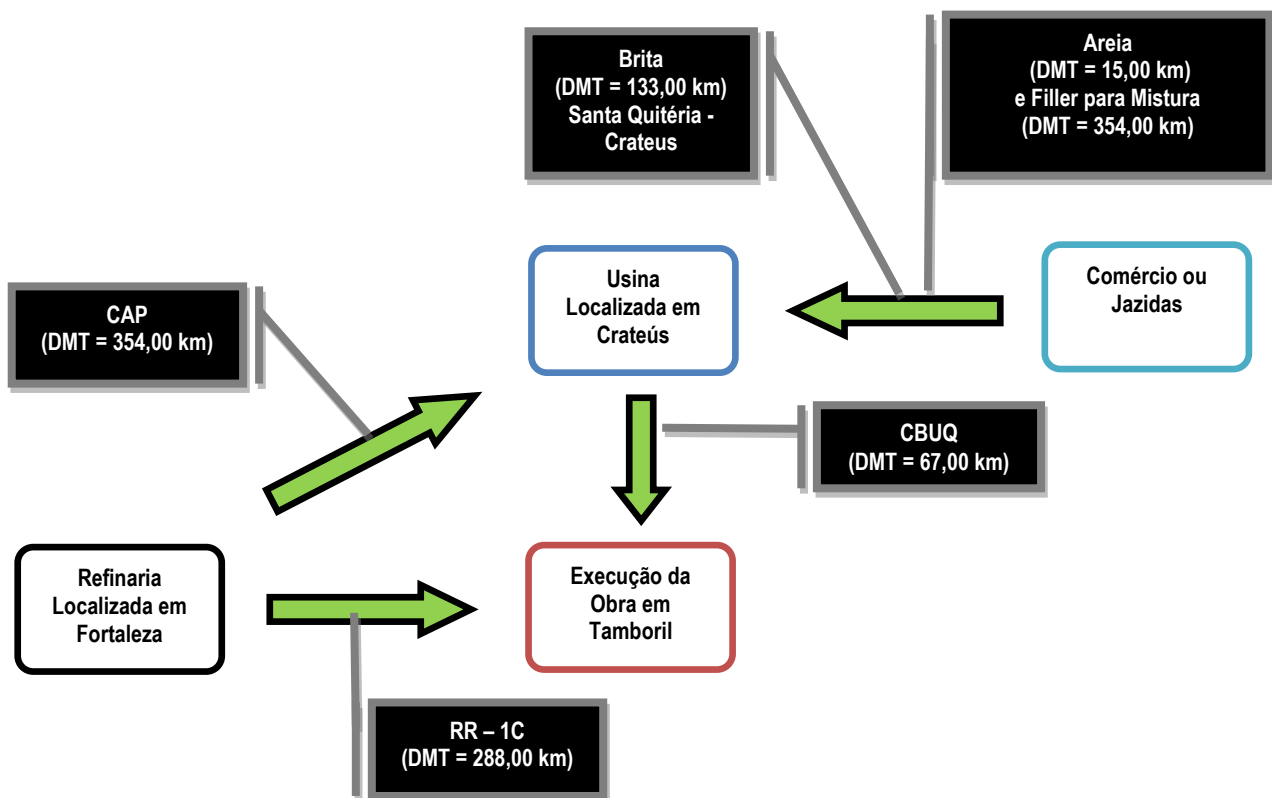 Brita
(DMT = 133,00 km)
Santa Quitéria -
Crateus
Areia
(DMT = 15,00 km)
e Filler para Mistura
(DMT = 354,00 km)
CAP
(DMT = 354,00 km)
Usina
Localizada em
Crateús
Comércio ou
Jazidas
CBUQ
(DMT = 67,00 km)
Refinaria
Localizada em
Fortaleza
Execução da
Obra em
Tamboril
RR – 1C
(DMT = 288,00 km)